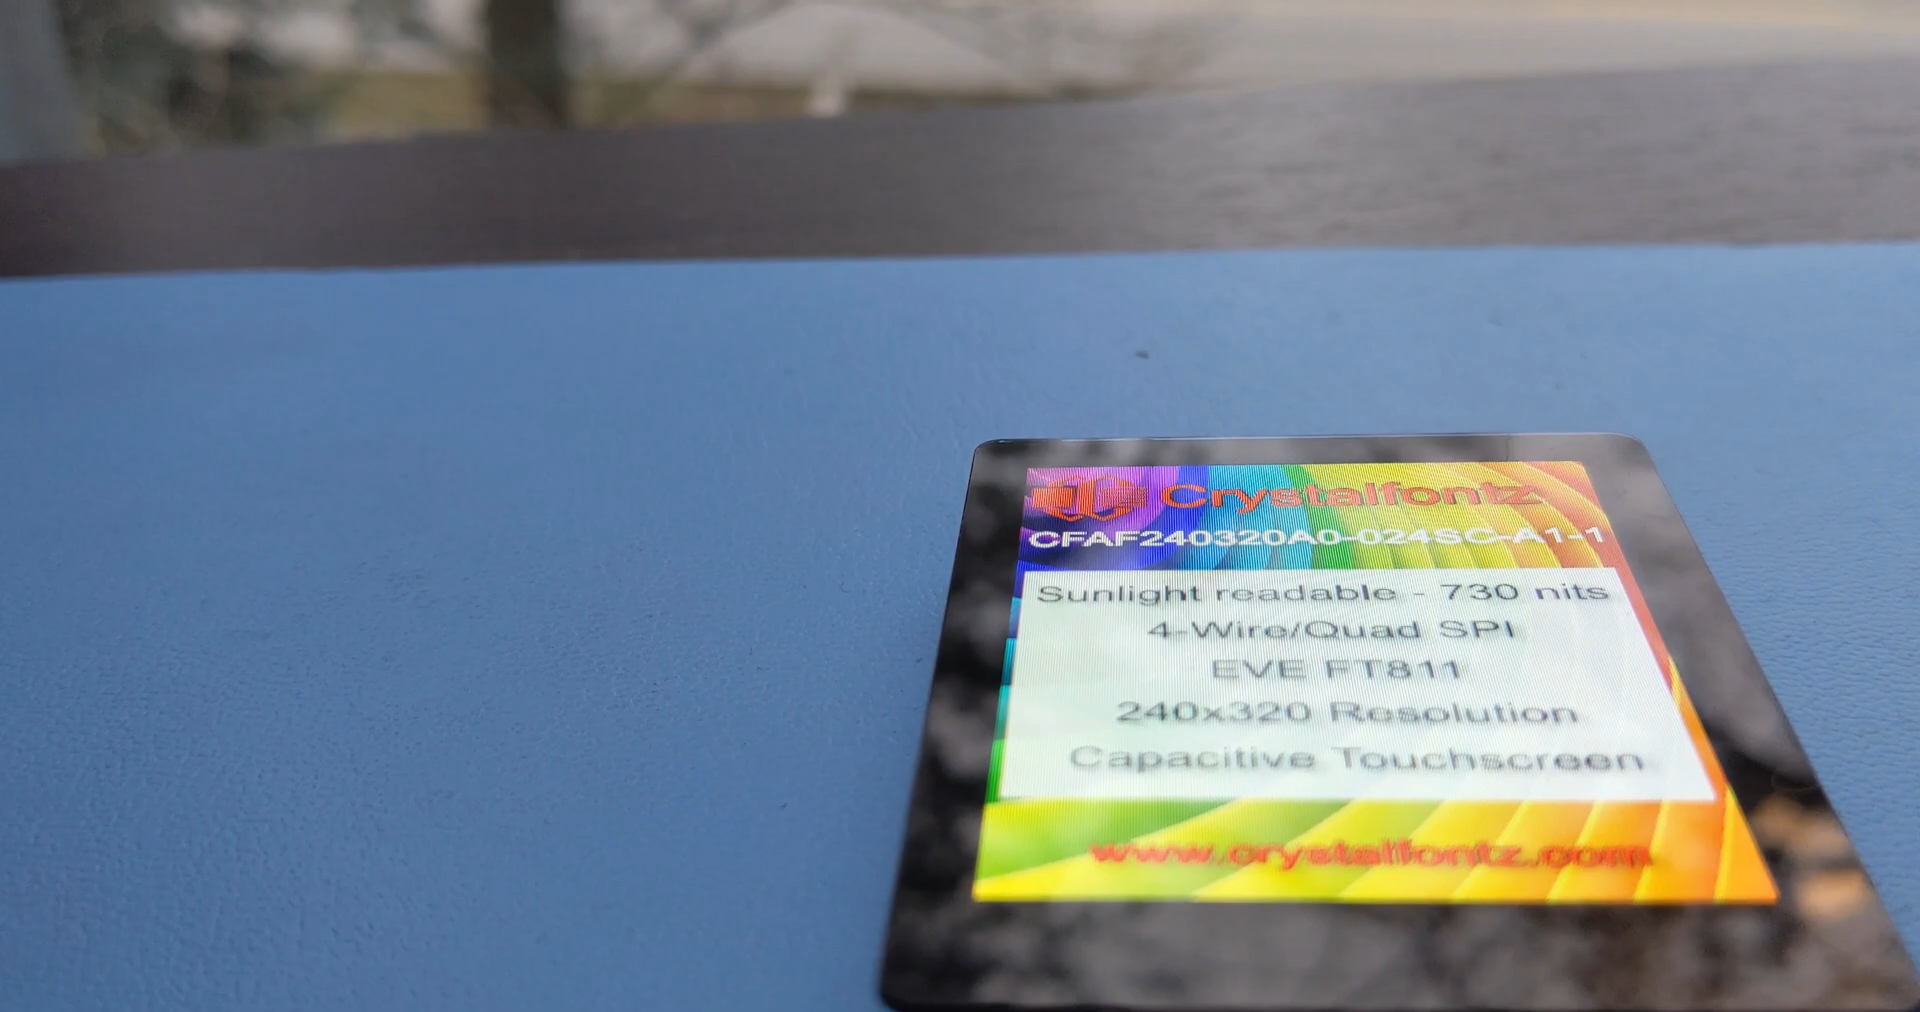 Crystalfontz
CFAF240320A0-024SC-A1-1
Sunlight readable - 730 nits
4-Wire/Quad SPI
EVE FT811
240x320 Resolution
Capacitive Touchscreen
www.crystalfontz.com